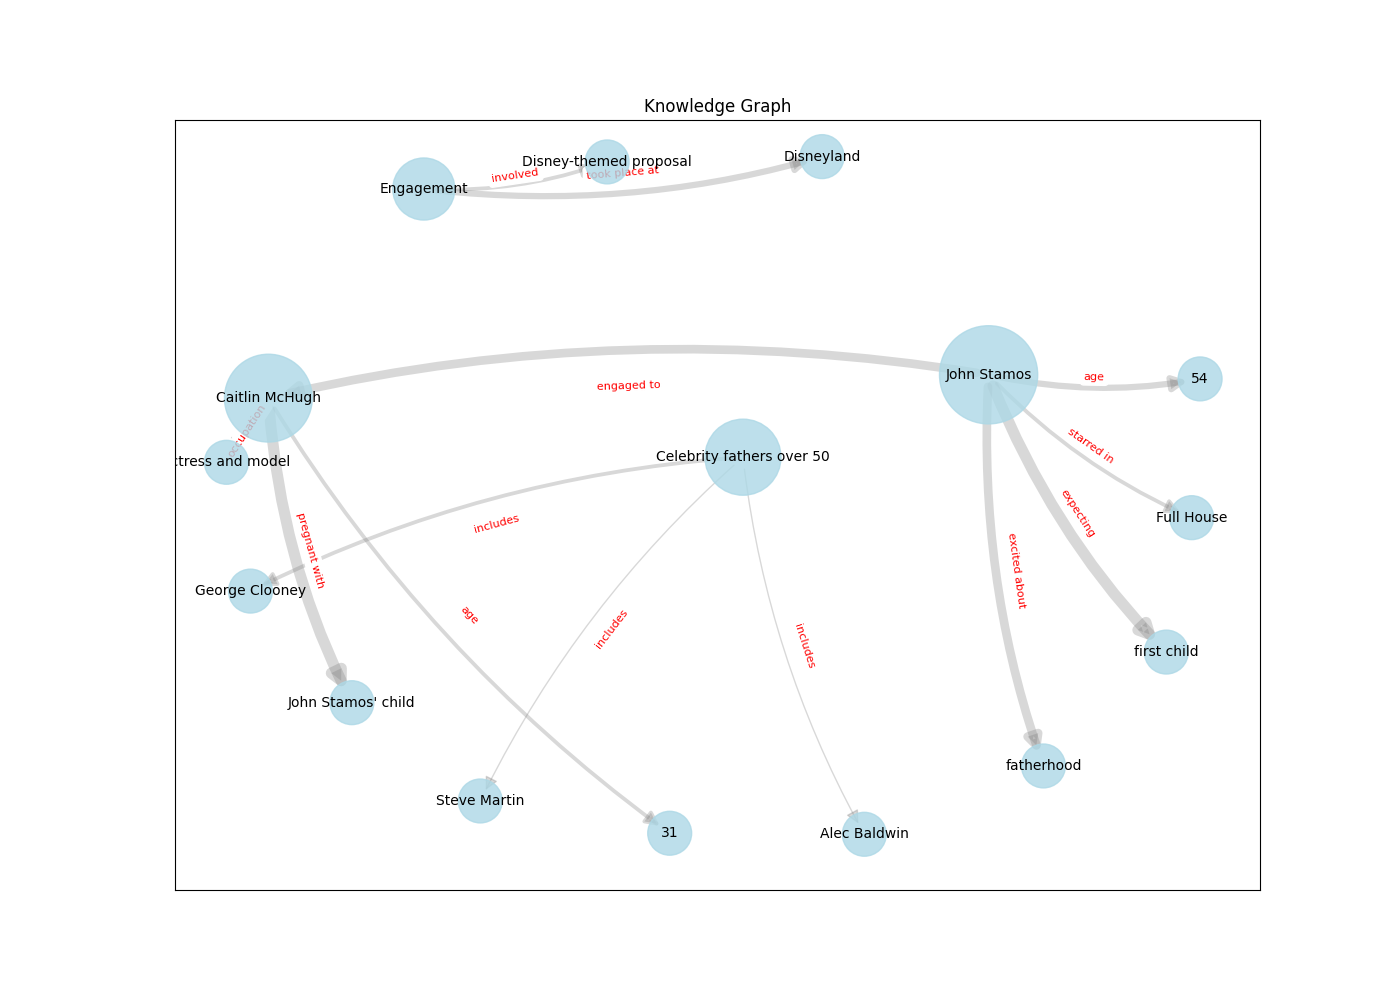 Knowledge Graph
Disneyland
Disney-themed proposal
involved
took place at
Engagement
John Stamos
age
54
engaged to
Caitlin McHugh
occupation
starred in
Celebrity fathers over 50
ctress and model
Full House
expecting
includes
pregnant with
excited about
George Clooney
age
includes
includes
first child
John Stamos' child
fatherhood
Steve Martin
31
Alec Baldwin